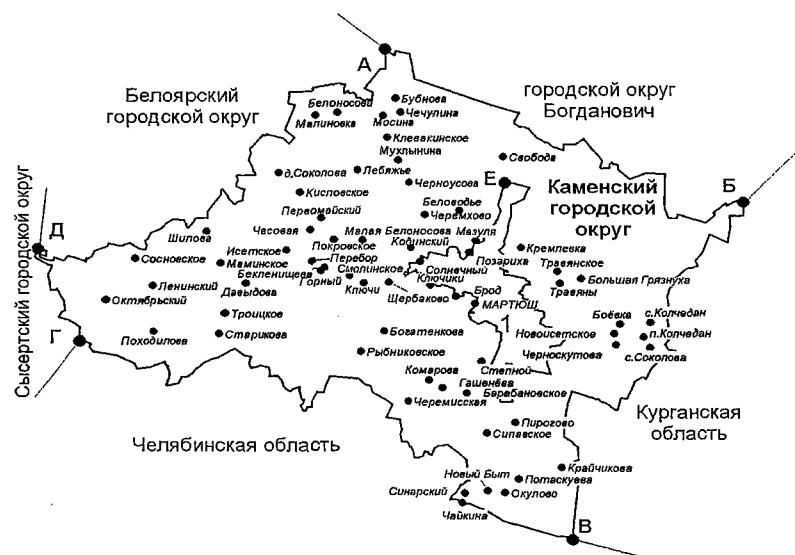 А
Белоярский
городской округ
городской округ
Богданович
Белоносова
Малиновка
Бубнова
Чечулина
Мосина
Клевакинское
Мухлынина
Свобода
д.Соколова
Лебяжье
Черноусова
Е
Каменский
городской
округ
Б
Кисловское
Беловодье
Черемхово
Первомайский
Часовая
Малая Белоносова
Мазуля
Покровское
Кодинский
Позариха
Кремлевка
Д
Шилова
Сосновское
Исетское
Маминское
Перебор
Бекленищева
Горный
Смолинское
Солнечный
Ключики
Травянское
Травяны
Большая Грязнуха
Сысертский городской округ
Ленинский
Октябрьский
Давыдова
Ключи
Щербаково
Брод
МАРТЮШ
Троицкое
Походилова
Старикова
Богатенкова
Рыбниковское
Г
Боёвка
с.Колчедан
Новоисетское
п.Колчедан
Черноскутова
с.Соколова
Степной
Комарова
Гашенёва
Барабановское
Черемисская
Челябинская область
Курганская
область
Пирогово
Сипавское
Крайчикова
Новый Быт
Потаскуева
Синарский
Окулово
Чайкина
В